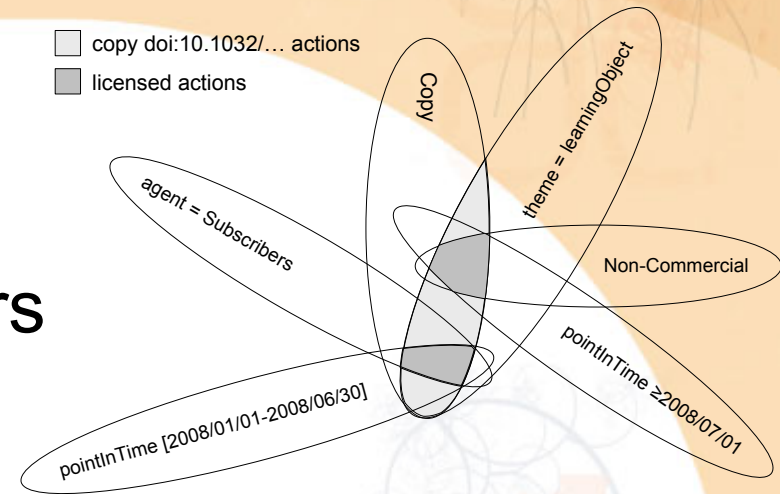 copy doi:10.1032/… actions
licensed actions
Copy
theme = learningObject
agent = Subscribers
Non-Commercial
rs
pointInTime ≥2008/07/01
pointInTime [2008/01/01-2008/06/30]